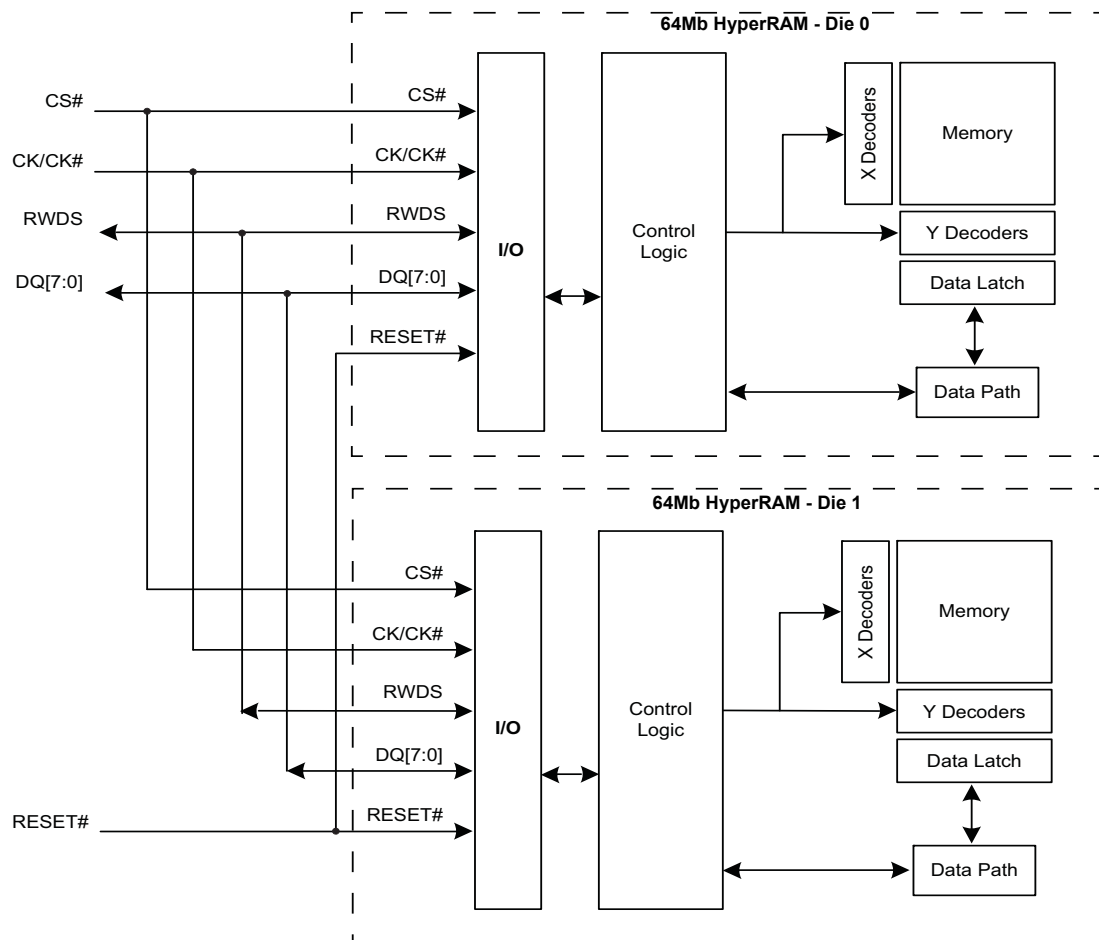 64Mb HyperRAM - Die 0
CS#
CS#
X Decoders
Memory
CK/CK#
CK/CK#
RWDS
RWDS
Y Decoders
I/O
Control
Logic
DQ[7:0]
DQ[7:0]
Data Latch
RESET#
Data Path
64Mb HyperRAM - Die 1
CS#
X Decoders
Memory
CK/CK#
RWDS
Y Decoders
I/O
Control
Logic
DQ[7:0]
Data Latch
RESET#
RESET#
Data Path